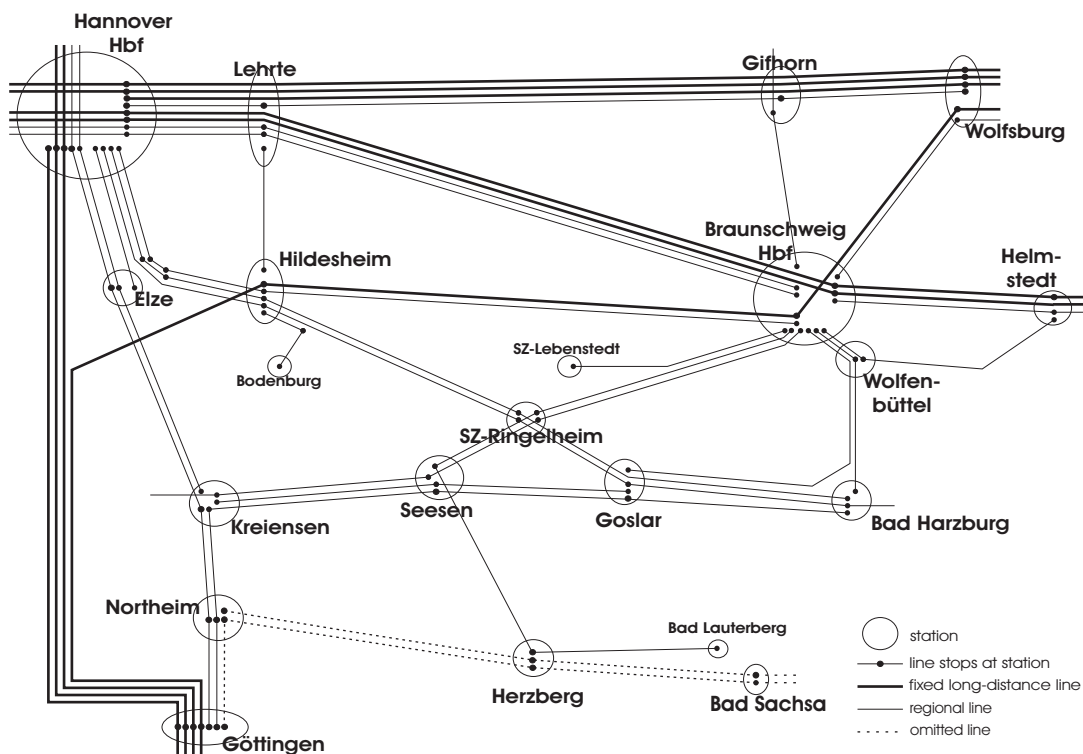 Hannover
Hbf
Lehrte
Gifhorn
Wolfsburg
Braunschweig
Hbf
Helm-
stedt
Hildesheim
Elze
SZ-Lebenstedt
Bodenburg
Wolfen-
büttel
SZ-Ringelheim
Seesen
Goslar
Bad Harzburg
Kreiensen
Northeim
Bad Lauterberg
Herzberg
Bad Sachsa
Göttingen
station
line stops at station
fixed long-distance line
regional line
omitted line